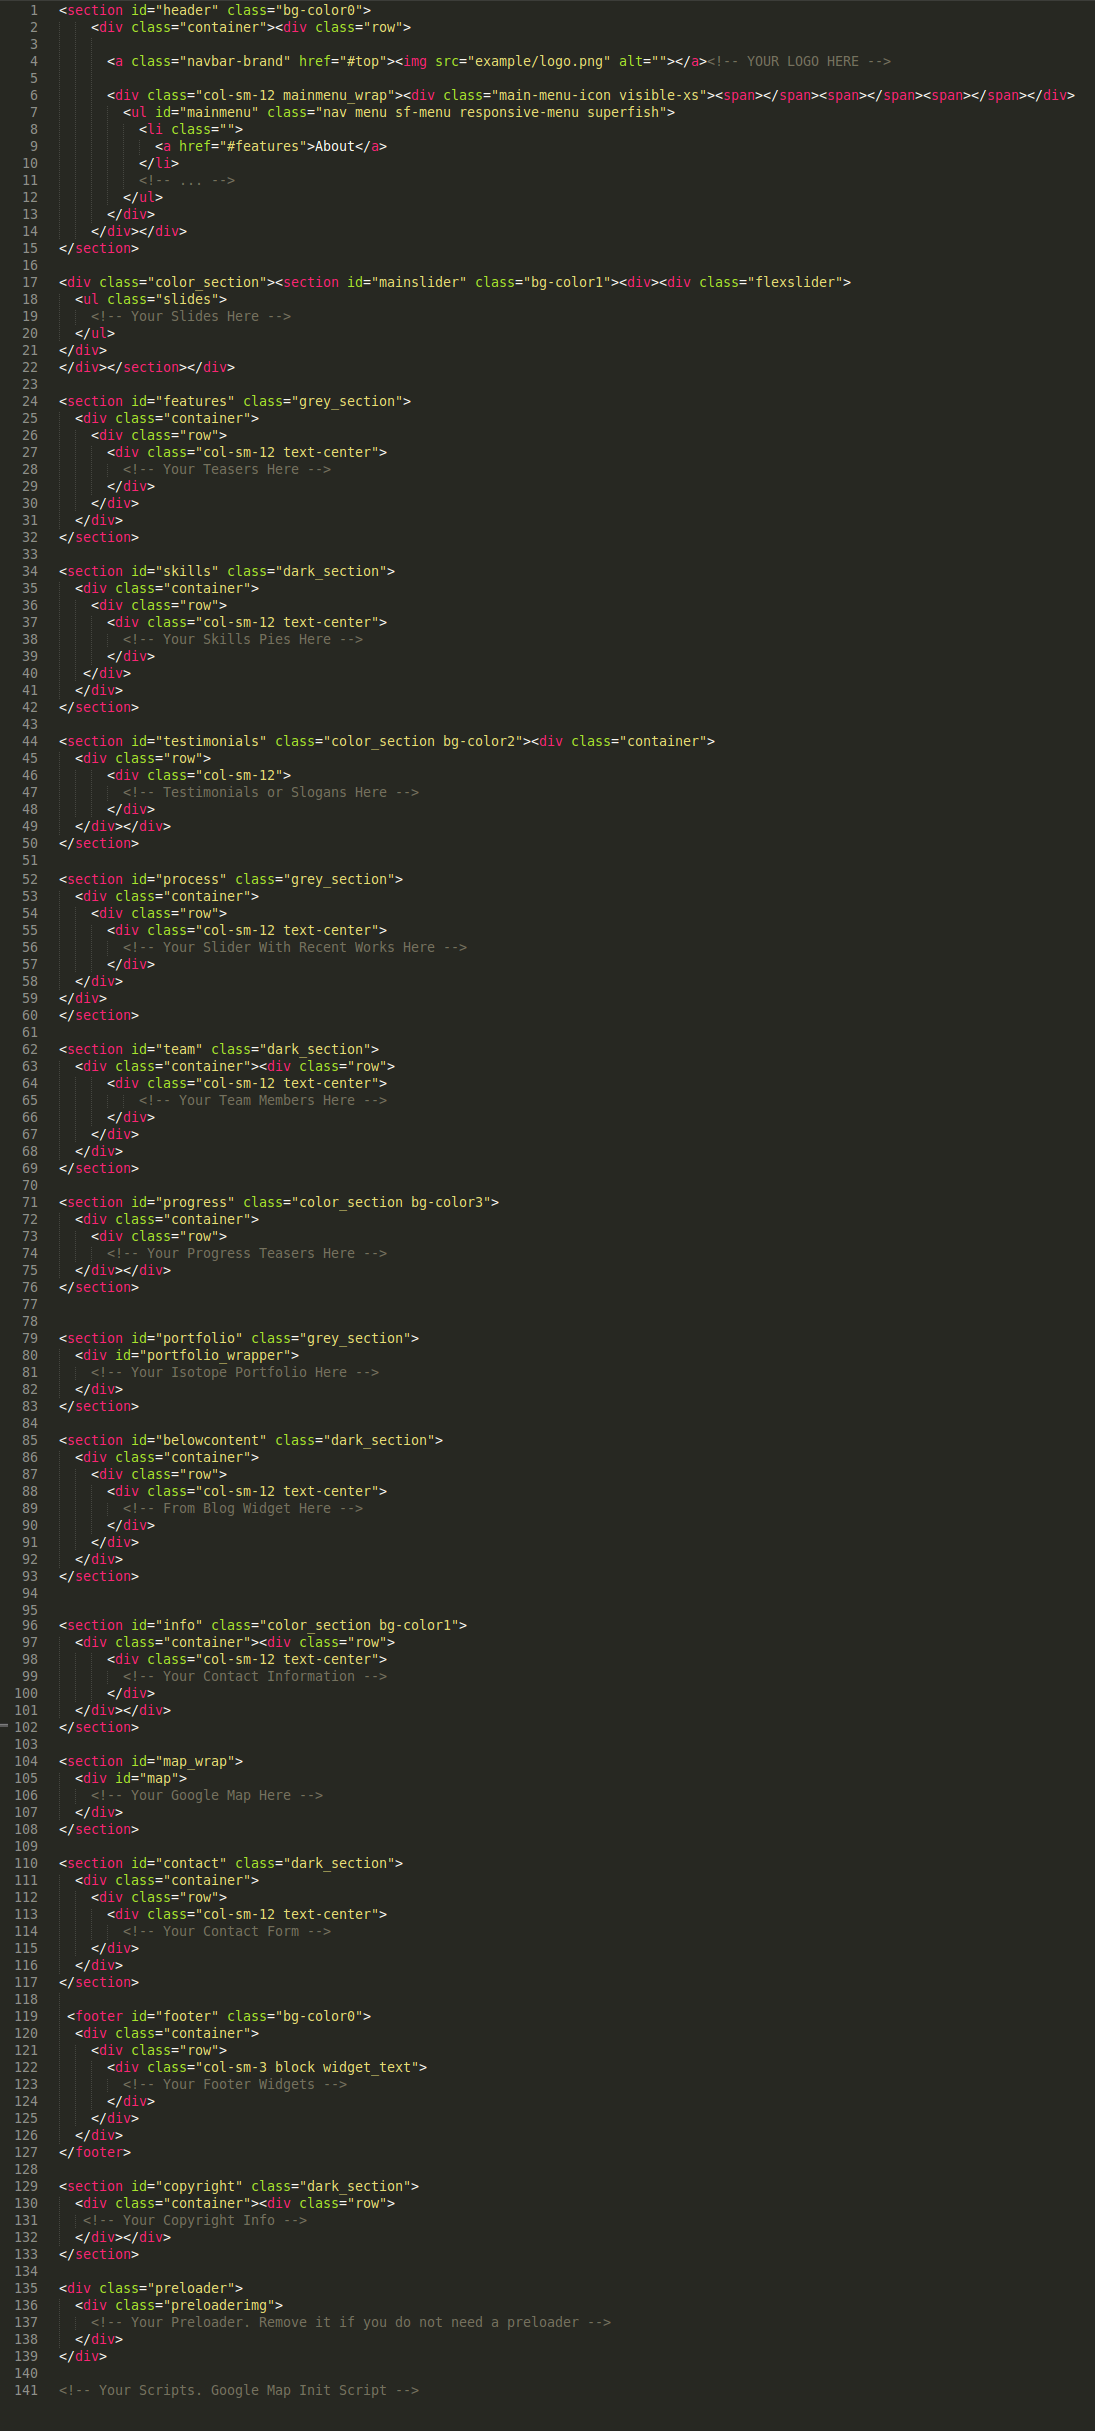 1 <section id="header" class="bg-color0">
2 <div class="container"><div class="row">
3
4 <a class="navbar-brand" href="#top"><img src="example/logo.png" alt=""></a><!-- YOUR LOGO HERE -->
5
6 <div class="col-sm-12 mainmenu_wrap"><div class="main-menu-icon visible-xs"><span></span><span></span><span></span></div>
7 <ul id="mainmenu" class="nav menu sf-menu responsive-menu superfish">
8 <li class="">
9 <a href="#features">About</a>
10 </li>
11 <!-- ... -->
12 </ul>
13 </div>
14 </div></div>
15 </section>
16
17 <div class="color_section"><section id="mainslider" class="bg-color1"><div><div class="flexslider">
18 <ul class="slides">
19 <!-- Your Slides Here -->
20 </ul>
21 </div>
22 </div></section></div>
23
24 <section id="features" class="grey_section">
25 <div class="container">
26 <div class="row">
27 <div class="col-sm-12 text-center">
28 <!-- Your Teasers Here -->
29 </div>
30 </div>
31 </div>
32 </section>
33
34 <section id="skills" class="dark_section">
35 <div class="container">
36 <div class="row">
37 <div class="col-sm-12 text-center">
38 <!-- Your Skills Pies Here -->
39 </div>
40 </div>
41 </div>
42 </section>
43
44 <section id="testimonials" class="color_section bg-color2"><div class="container">
45 <div class="row">
46 <div class="col-sm-12">
47 <!-- Testimonials or Slogans Here -->
48 </div>
49 </div></div>
50 </section>
51
52 <section id="process" class="grey_section">
53 <div class="container">
54 <div class="row">
55 <div class="col-sm-12 text-center">
56 <!-- Your Slider With Recent Works Here -->
57 </div>
58 </div>
59 </div>
60 </section>
61
62 <section id="team" class="dark_section">
63 <div class="container"><div class="row">
64 <div class="col-sm-12 text-center">
65 <!-- Your Team Members Here -->
66 </div>
67 </div>
68 </div>
69 </section>
70
71 <section id="progress" class="color_section bg-color3">
72 <div class="container">
73 <div class="row">
74 <!-- Your Progress Teasers Here -->
75 </div></div>
76 </section>
77
78
79 <section id="portfolio" class="grey_section">
80 <div id="portfolio_wrapper">
81 <!-- Your Isotope Portfolio Here -->
82 </div>
83 </section>
84
85 <section id="belowcontent" class="dark_section">
86 <div class="container">
87 <div class="row">
88 <div class="col-sm-12 text-center">
89 <!-- From Blog Widget Here -->
90 </div>
91 </div>
92 </div>
93 </section>
94
95
96 <section id="info" class="color_section bg-color1">
97 <div class="container"><div class="row">
98 <div class="col-sm-12 text-center">
99 <!-- Your Contact Information -->
100 </div>
101 </div></div>
102 </section>
103
104 <section id="map_wrap">
105 <div id="map">
106 <!-- Your Google Map Here -->
107 </div>
108 </section>
109
110 <section id="contact" class="dark_section">
111 <div class="container">
112 <div class="row">
113 <div class="col-sm-12 text-center">
114 <!-- Your Contact Form -->
115 </div>
116 </div>
117 </section>
118
119 <footer id="footer" class="bg-color0">
120 <div class="container">
121 <div class="row">
122 <div class="col-sm-3 block widget_text">
123 <!-- Your Footer Widgets -->
124 </div>
125 </div>
126 </div>
127 </footer>
128
129 <section id="copyright" class="dark_section">
130 <div class="container"><div class="row">
131 <!-- Your Copyright Info -->
132 </div></div>
133 </section>
134
135 <div class="preloader">
136 <div class="preloaderimg">
137 <!-- Your Preloader. Remove it if you do not need a preloader -->
138 </div>
139 </div>
140
141 <!-- Your Scripts. Google Map Init Script -->